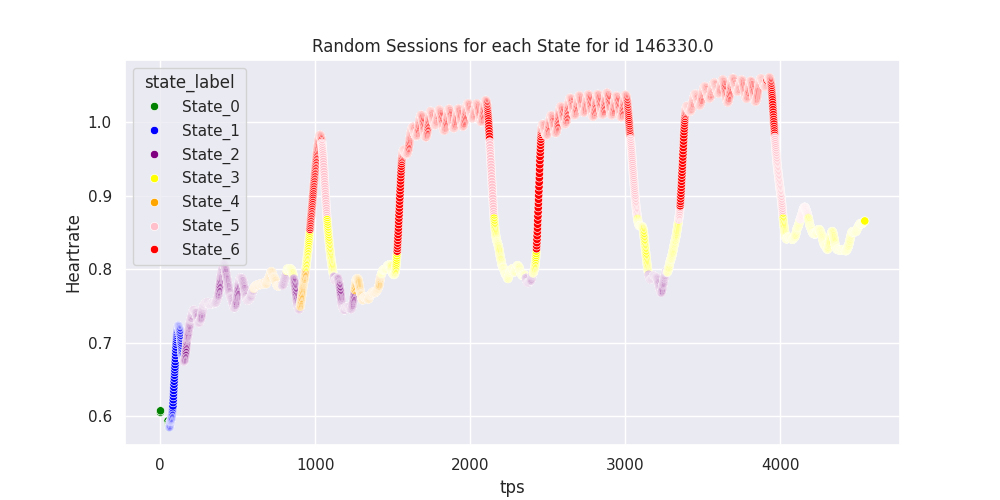 Random Sessions for each State for id 146330.0
state_label
State_0
State_1
State_2
State_3
State_4
State_5
State_6
Heartrate
1.0
0.9
0.8
0.7
0.6
0
1000
2000
3000
4000
tps